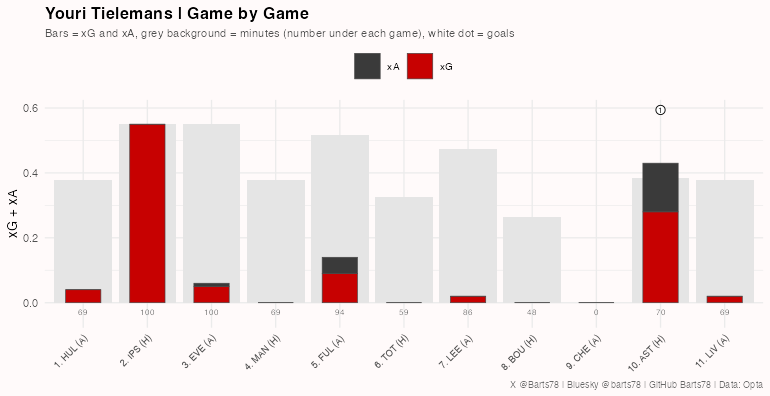 Youri Tielemans | Game by Game
Bars = xG and xA, grey background = minutes (number under each game), white dot = goals
xA xG
xG + xA
0.6
0.4
0.2
0.0
1
69 100 100 69 94 59 86 48 0 70 69
1. HUL (A)
2. IPS (H)
3. EVE (A)
4. MAN (H)
5. FUL (A)
6. TOT (H)
7. LEE (A)
8. BOU (H)
9. CHE (A)
10. AST (H)
11. LIV (A)
X @Barts78 | Bluesky @barts78 | GitHub Barts78 | Data: Opta